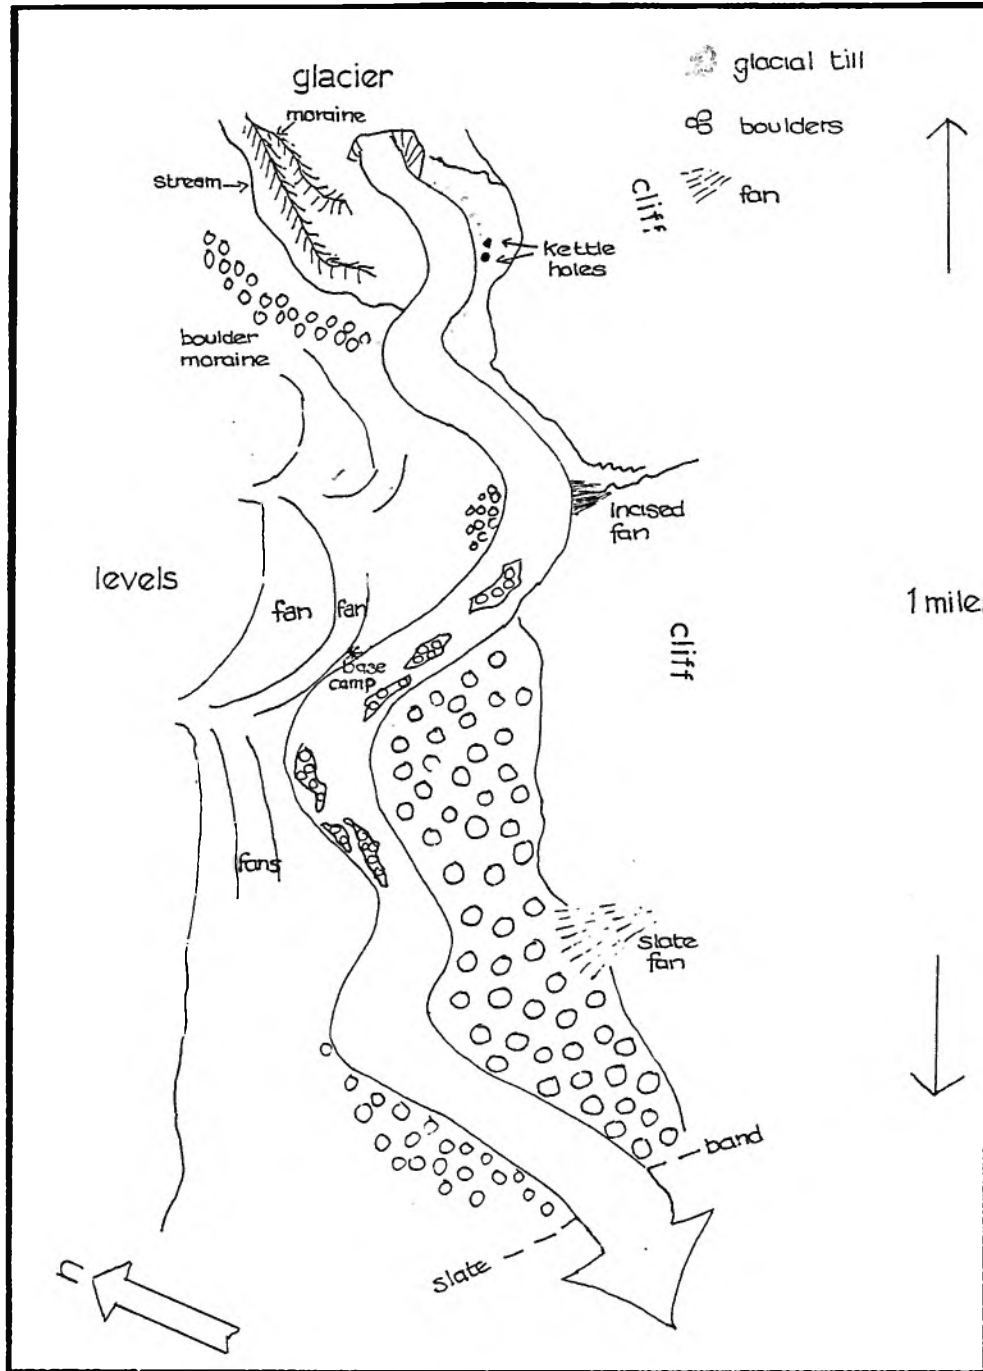 glacier
moraine
stream→
glacial till
boulders
fan
cliff
kettle
holes
boulder
moraine
incised
fan
levels
fan
fan
base
camp
cliff
1 mile
fans
slate
fan
band
slate
n